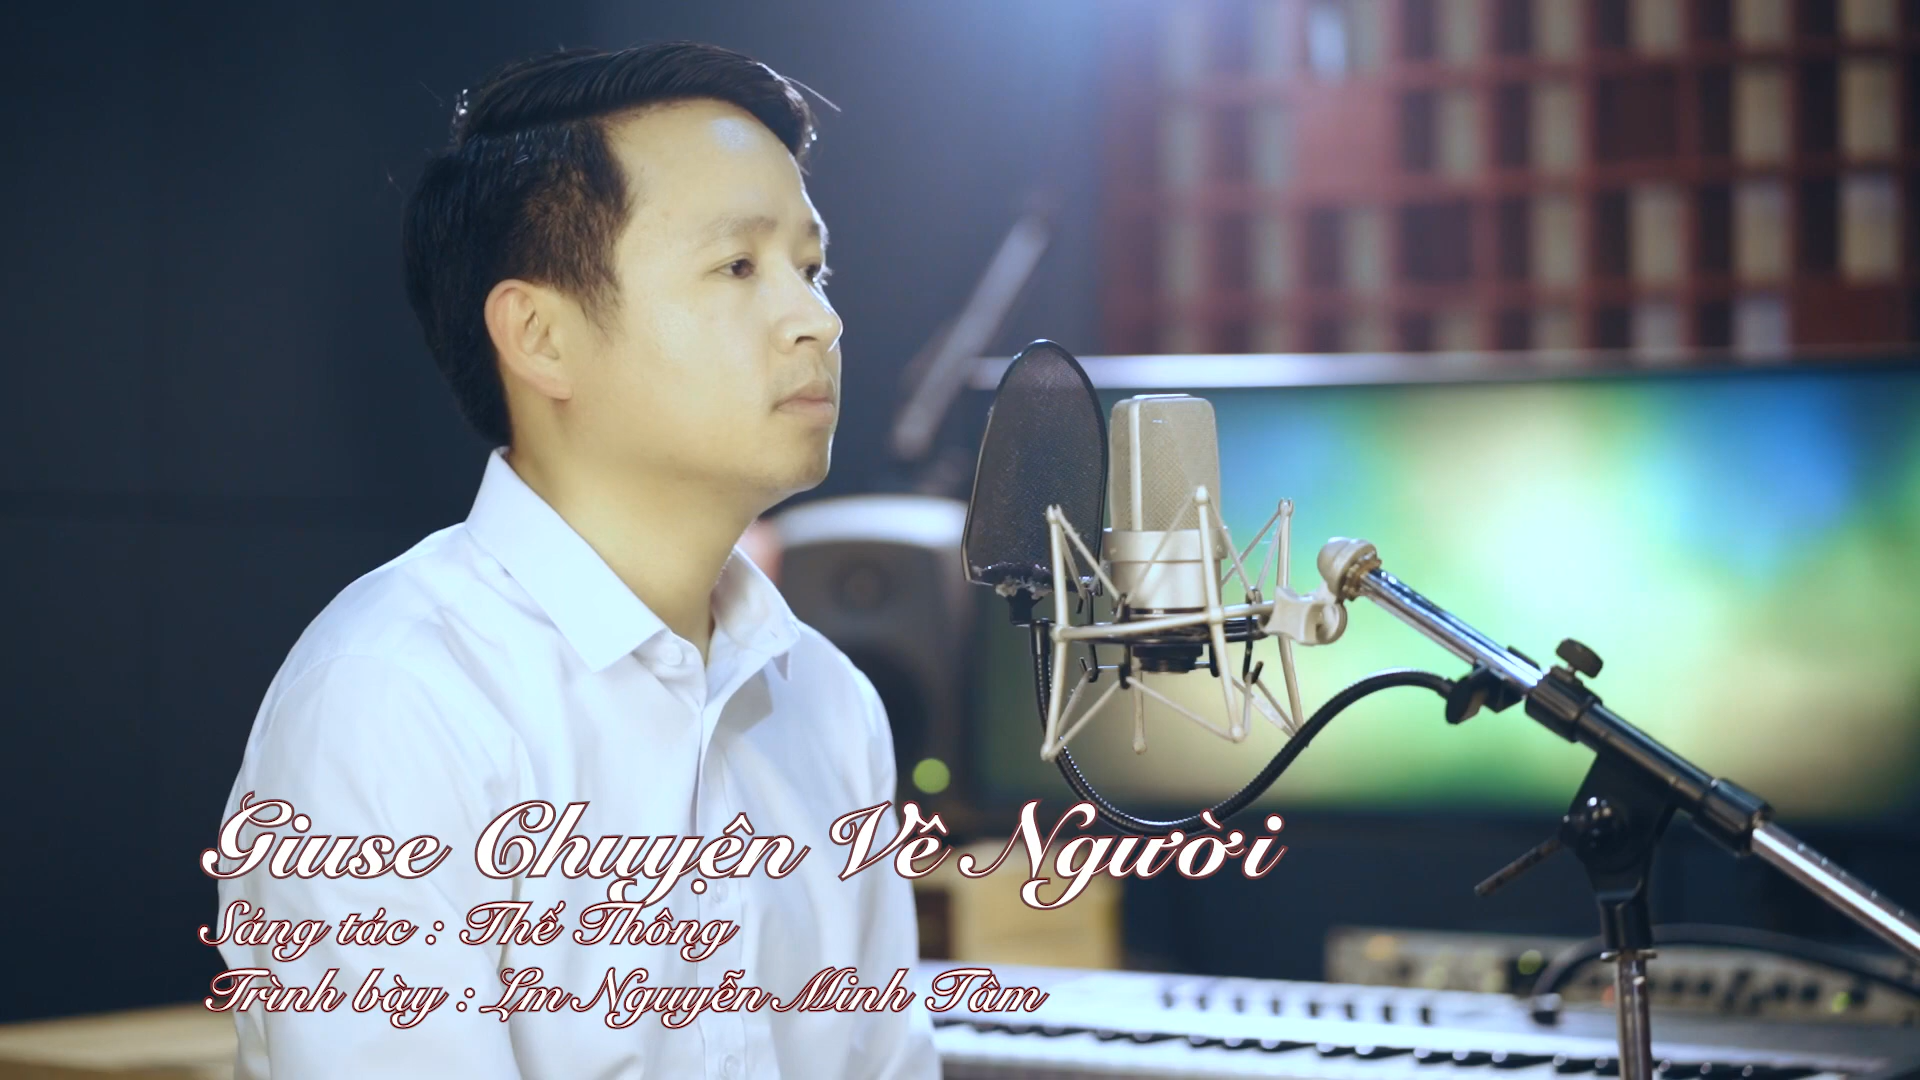 Giuse Chuyện Về Người
Sáng tác : Thế Thông
Trình bày : Lm Nguyễn Minh Tâm